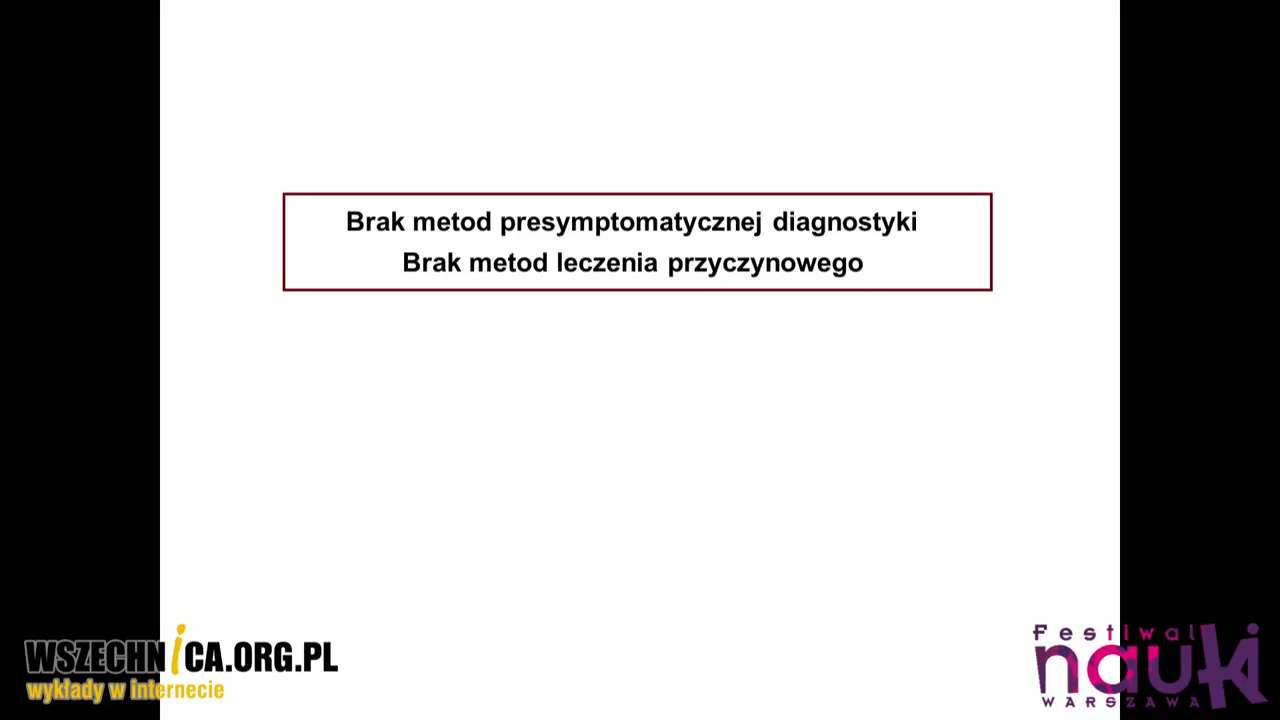 Brak metod presymptomatycznej diagnostyki
Brak metod leczenia przyczynowego
WSZECHNiCA.ORG.PL
wykłady w internecie
Festiwal
nauki
WARSZAWA